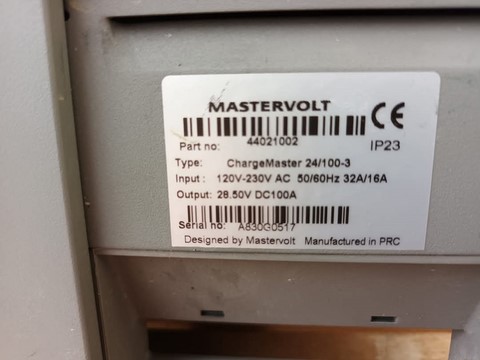 MASTERVOLT
CE
Part no: 44021002 IP23
Type: ChargeMaster 24/100-3
Input : 120V-230V AC 50/60Hz 32A/16A
Output: 28.50V DC100A
Serial no: A830G0517
Designed by Mastervolt Manufactured in PRC